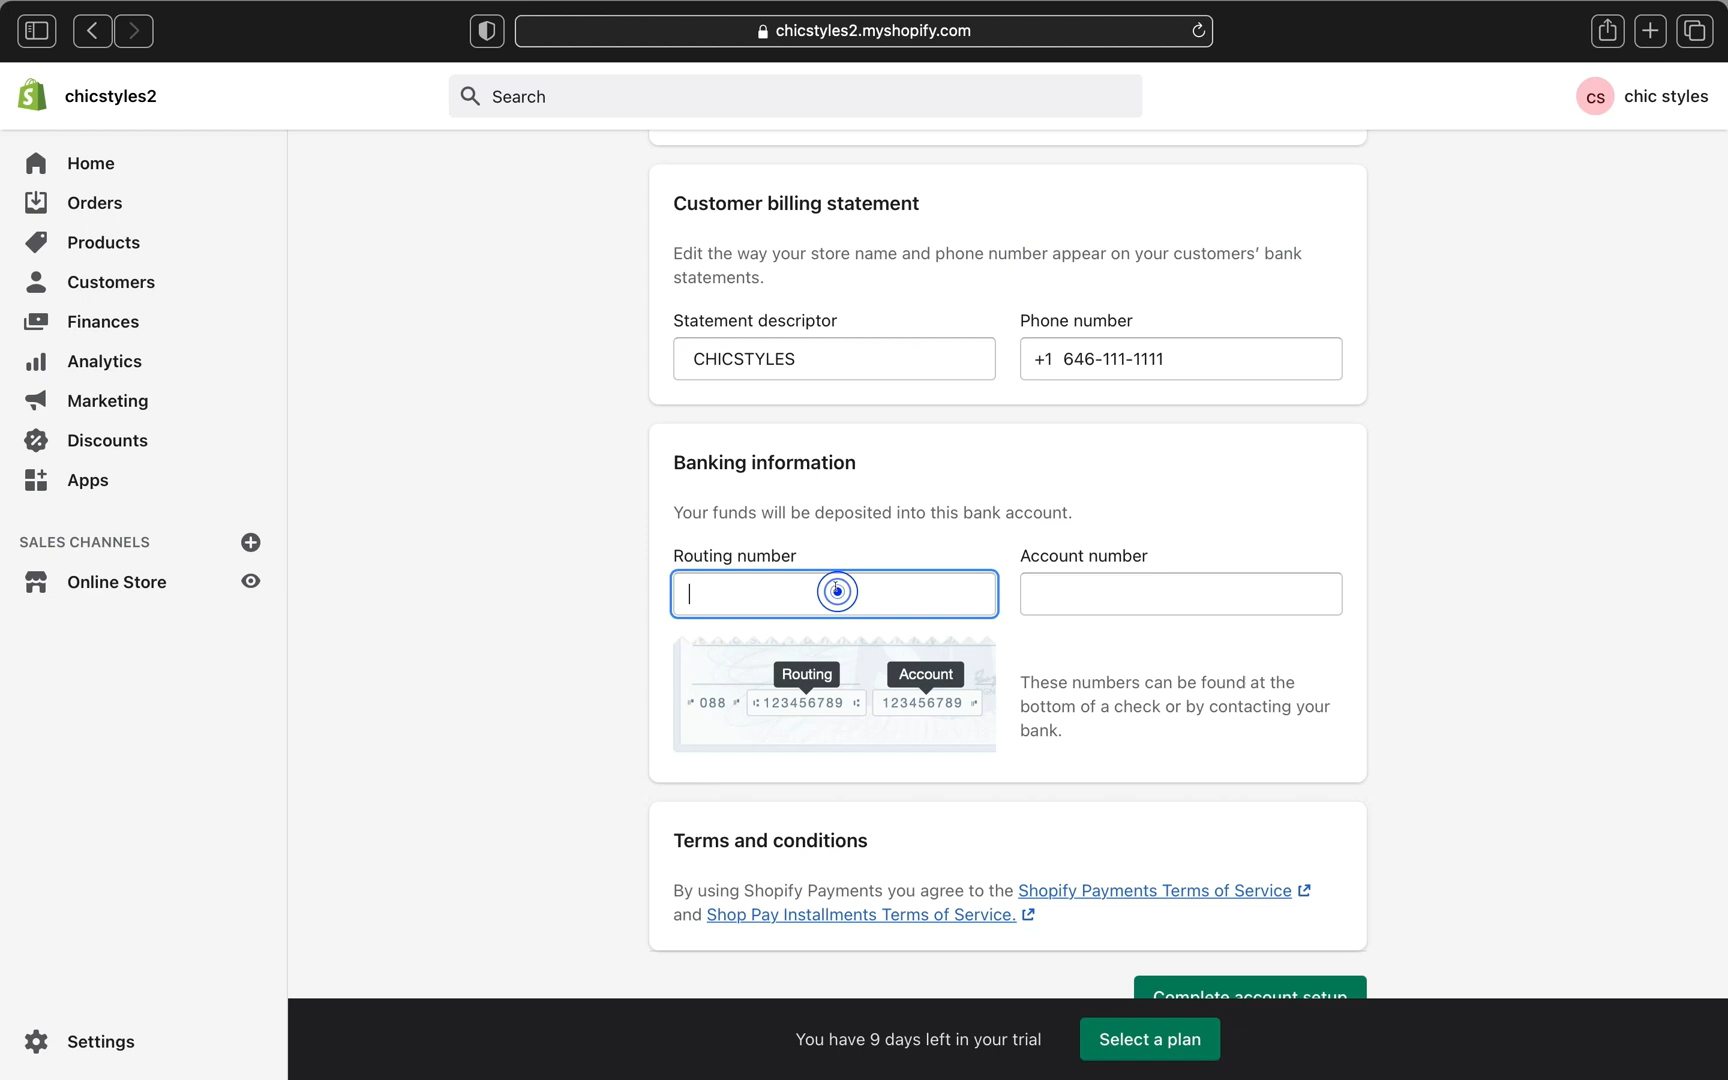 chicstyles2.myshopify.com
chicstyles2
Search
CS
chic styles
Home
Orders
Products
Customers
Finances
Analytics
Marketing
Discounts
Apps
SALES CHANNELS
Online Store
Settings
Customer billing statement
Edit the way your store name and phone number appear on your customers' bank
statements.
Statement descriptor
Phone number
CHICSTYLES
+1 646-111-1111
Banking information
Your funds will be deposited into this bank account.
Routing number
Account number
Routing
Account
⑈ 088 ⑈ ⑆ 123456789 ⑆ 123456789 ⑈
These numbers can be found at the
bottom of a check or by contacting your
bank.
Terms and conditions
By using Shopify Payments you agree to the Shopify Payments Terms of Service
and Shop Pay Installments Terms of Service.
Complete account setup
You have 9 days left in your trial
Select a plan